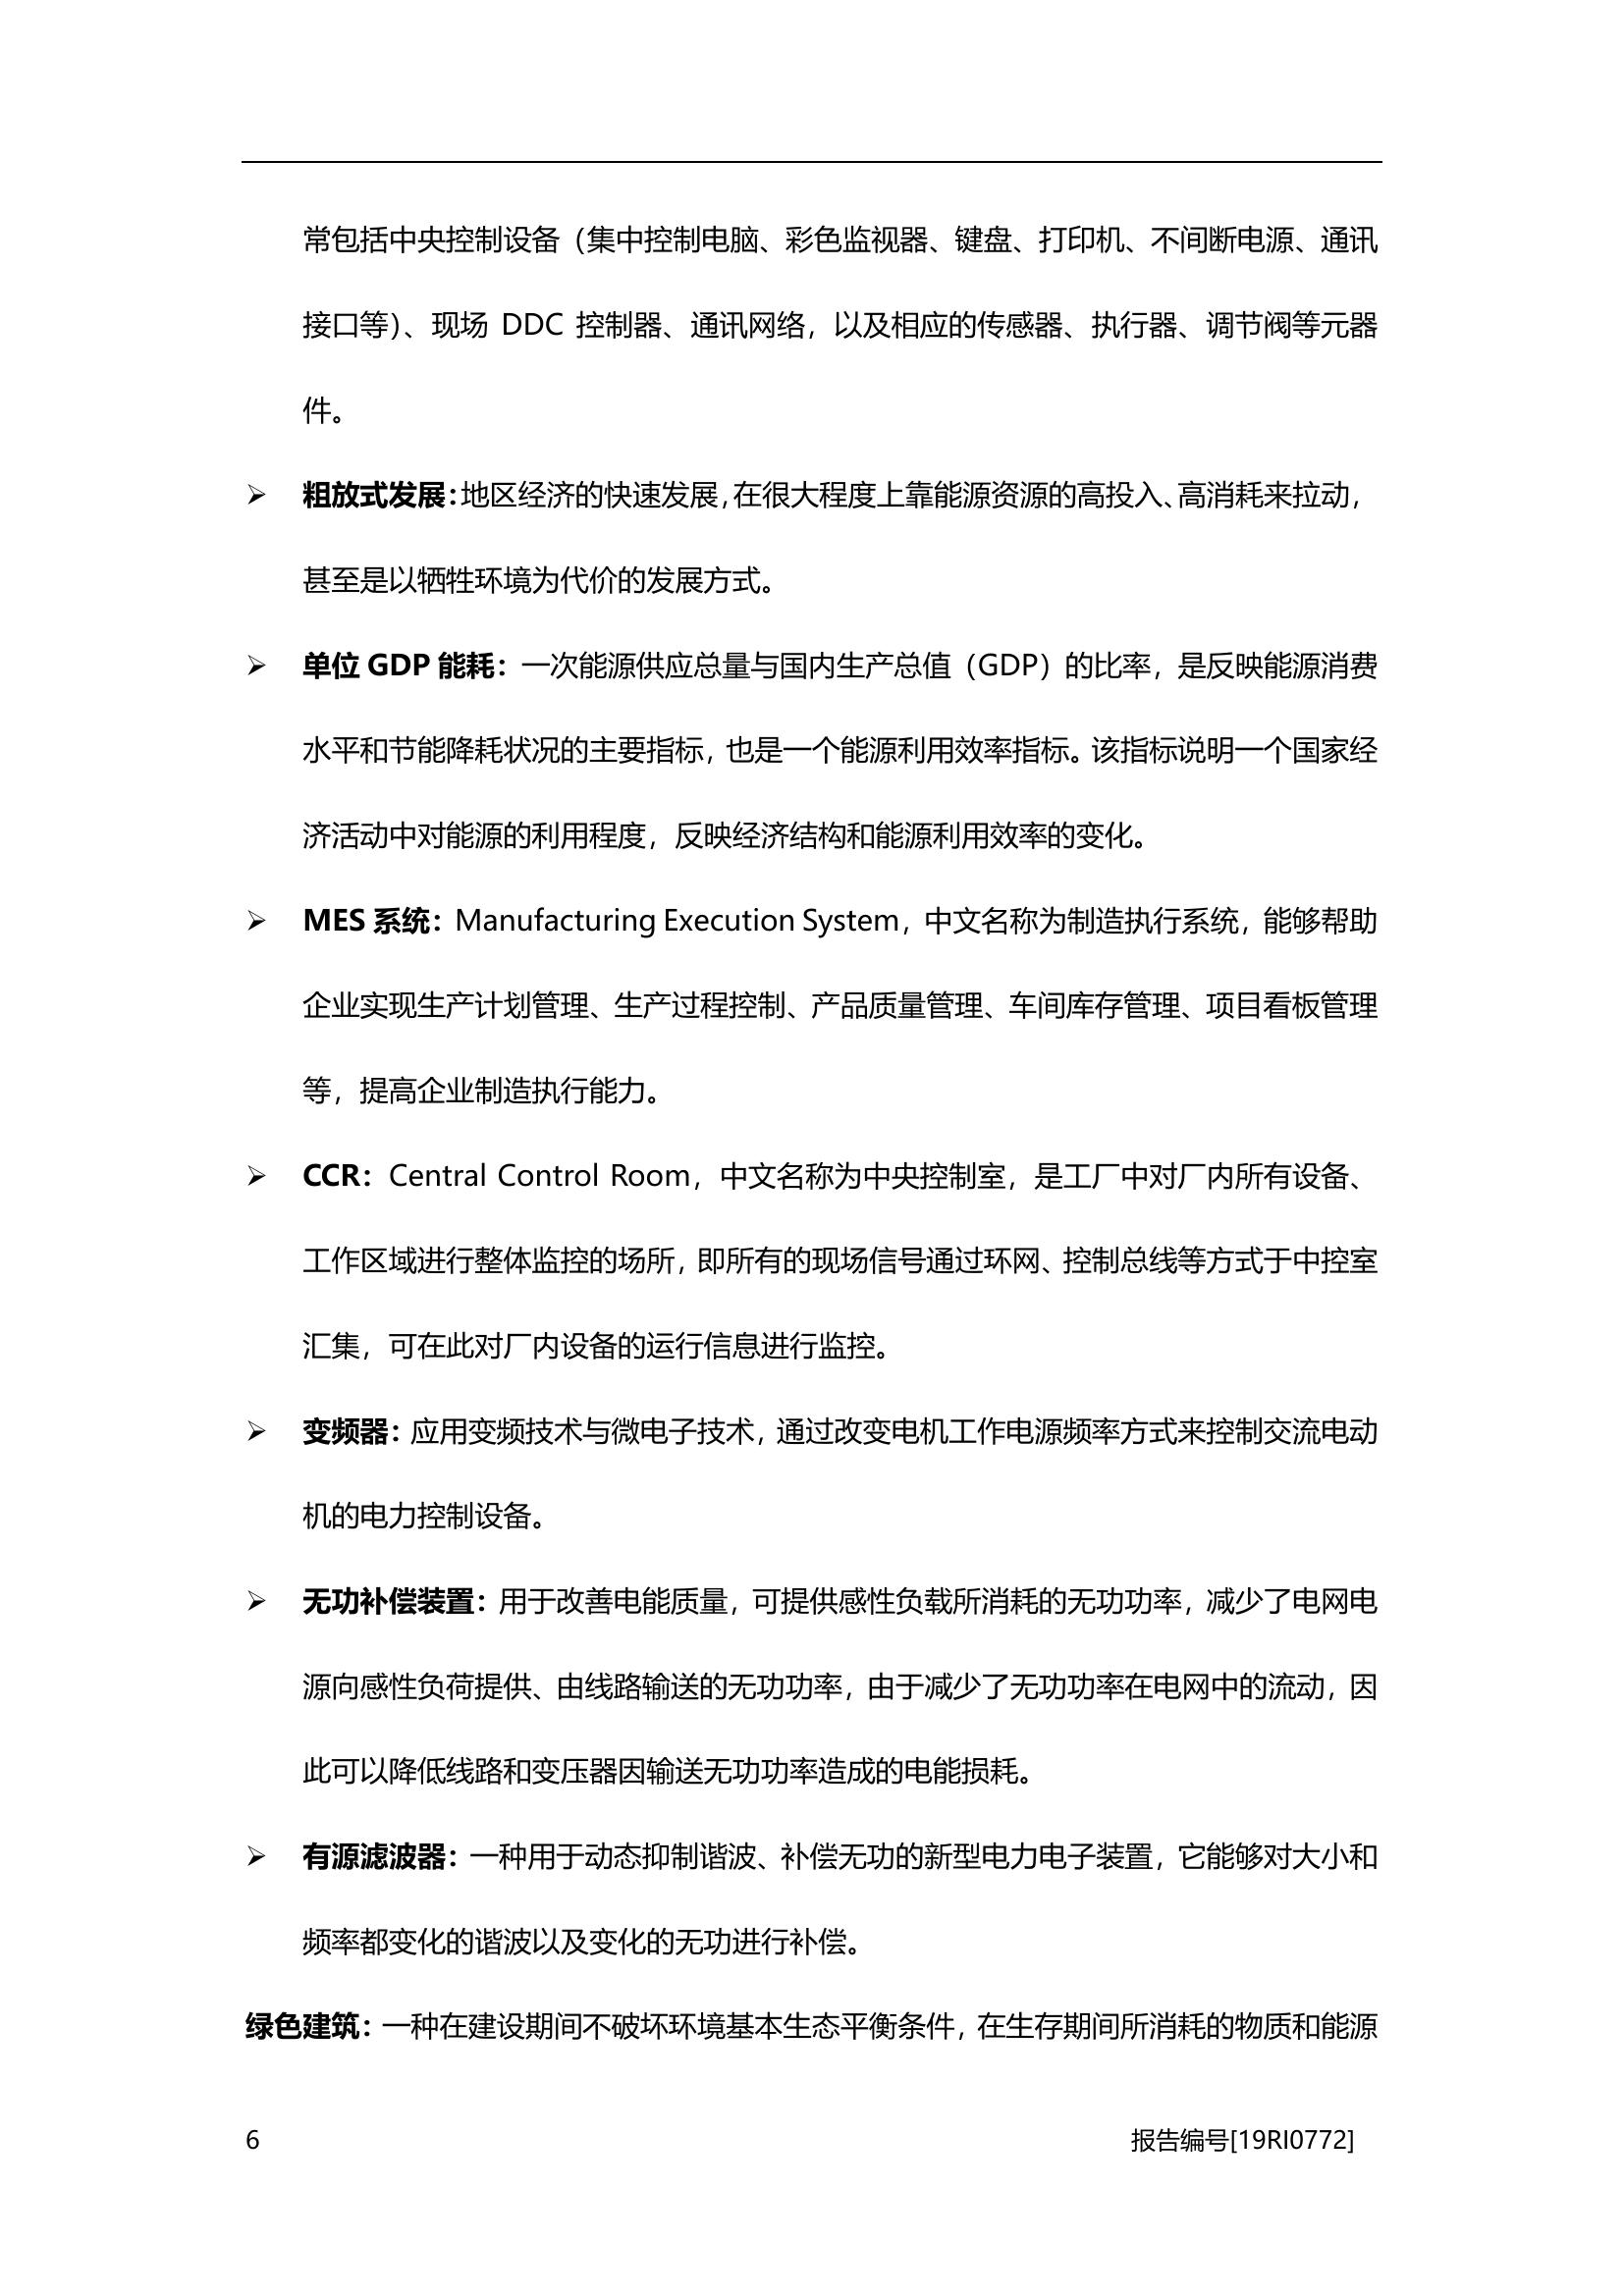 常包括中央控制设备（集中控制电脑、彩色监视器、键盘、打印机、不间断电源、通讯
接口等）、现场 DDC 控制器、通讯网络，以及相应的传感器、执行器、调节阀等元器
件。
➢ 粗放式发展：地区经济的快速发展，在很大程度上靠能源资源的高投入、高消耗来拉动，
甚至是以牺牲环境为代价的发展方式。
➢ 单位 GDP 能耗：一次能源供应总量与国内生产总值（GDP）的比率，是反映能源消费
水平和节能降耗状况的主要指标，也是一个能源利用效率指标。该指标说明一个国家经
济活动中对能源的利用程度，反映经济结构和能源利用效率的变化。
➢ MES 系统：Manufacturing Execution System，中文名称为制造执行系统，能够帮助
企业实现生产计划管理、生产过程控制、产品质量管理、车间库存管理、项目看板管理
等，提高企业制造执行能力。
➢ CCR：Central Control Room，中文名称为中央控制室，是工厂中对厂内所有设备、
工作区域进行整体监控的场所，即所有的现场信号通过环网、控制总线等方式于中控室
汇集，可在此对厂内设备的运行信息进行监控。
➢ 变频器：应用变频技术与微电子技术，通过改变电机工作电源频率方式来控制交流电动
机的电力控制设备。
➢ 无功补偿装置：用于改善电能质量，可提供感性负载所消耗的无功功率，减少了电网电
源向感性负荷提供、由线路输送的无功功率，由于减少了无功功率在电网中的流动，因
此可以降低线路和变压器因输送无功功率造成的电能损耗。
➢ 有源滤波器：一种用于动态抑制谐波、补偿无功的新型电力电子装置，它能够对大小和
频率都变化的谐波以及变化的无功进行补偿。
绿色建筑：一种在建设期间不破坏环境基本生态平衡条件，在生存期间所消耗的物质和能源
6 报告编号[19RI0772]